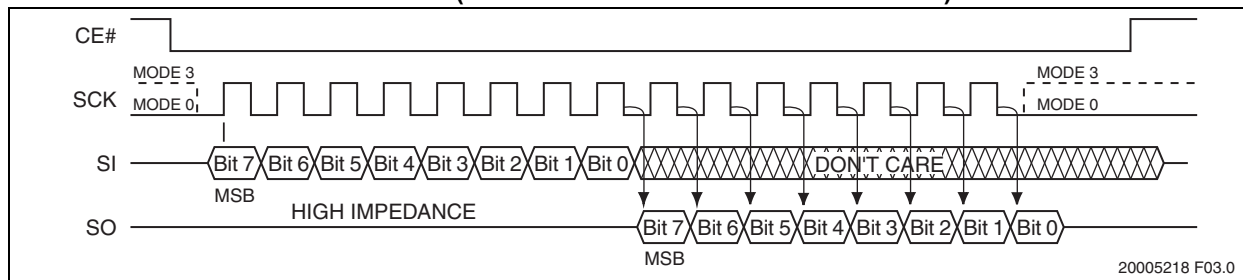 CE#
MODE 3
MODE 3
SCK
MODE 0
MODE 0
SI
Bit 7 Bit 6 Bit 5 Bit 4 Bit 3 Bit 2 Bit 1 Bit 0 DON'T CARE
MSB
HIGH IMPEDANCE
SO
Bit 7 Bit 6 Bit 5 Bit 4 Bit 3 Bit 2 Bit 1 Bit 0
MSB
20005218 F03.0